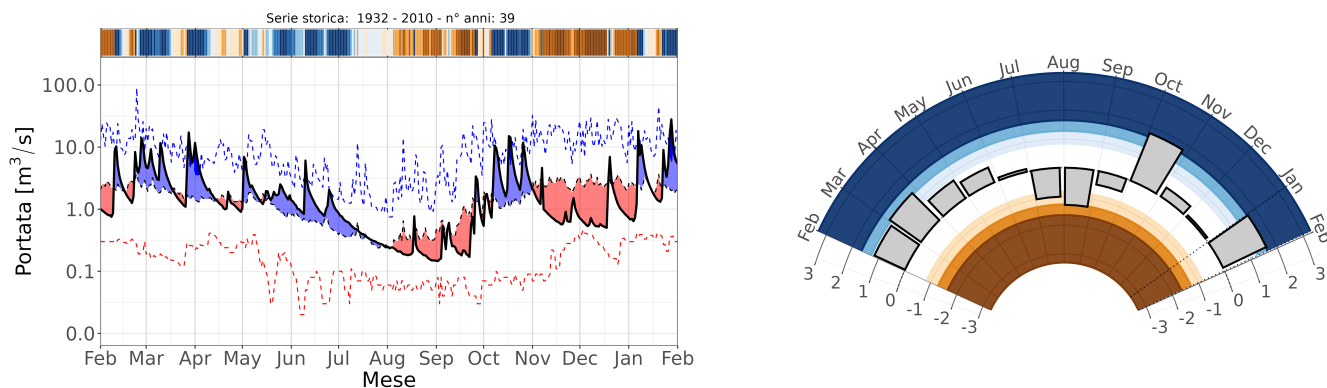 Serie storica: 1932 - 2010 - n° anni: 39
Portata [m³/s]
100.0
10.0
1.0
0.1
0.0
Feb Mar Apr May Jun Jul Aug Sep Oct Nov Dec Jan Feb
Mese
Feb Mar Apr May Jun Jul Aug Sep Oct Nov Dec Jan Feb
3 2 1 0 -1 -2 -3
-3 -2 -1 0 1 2 3